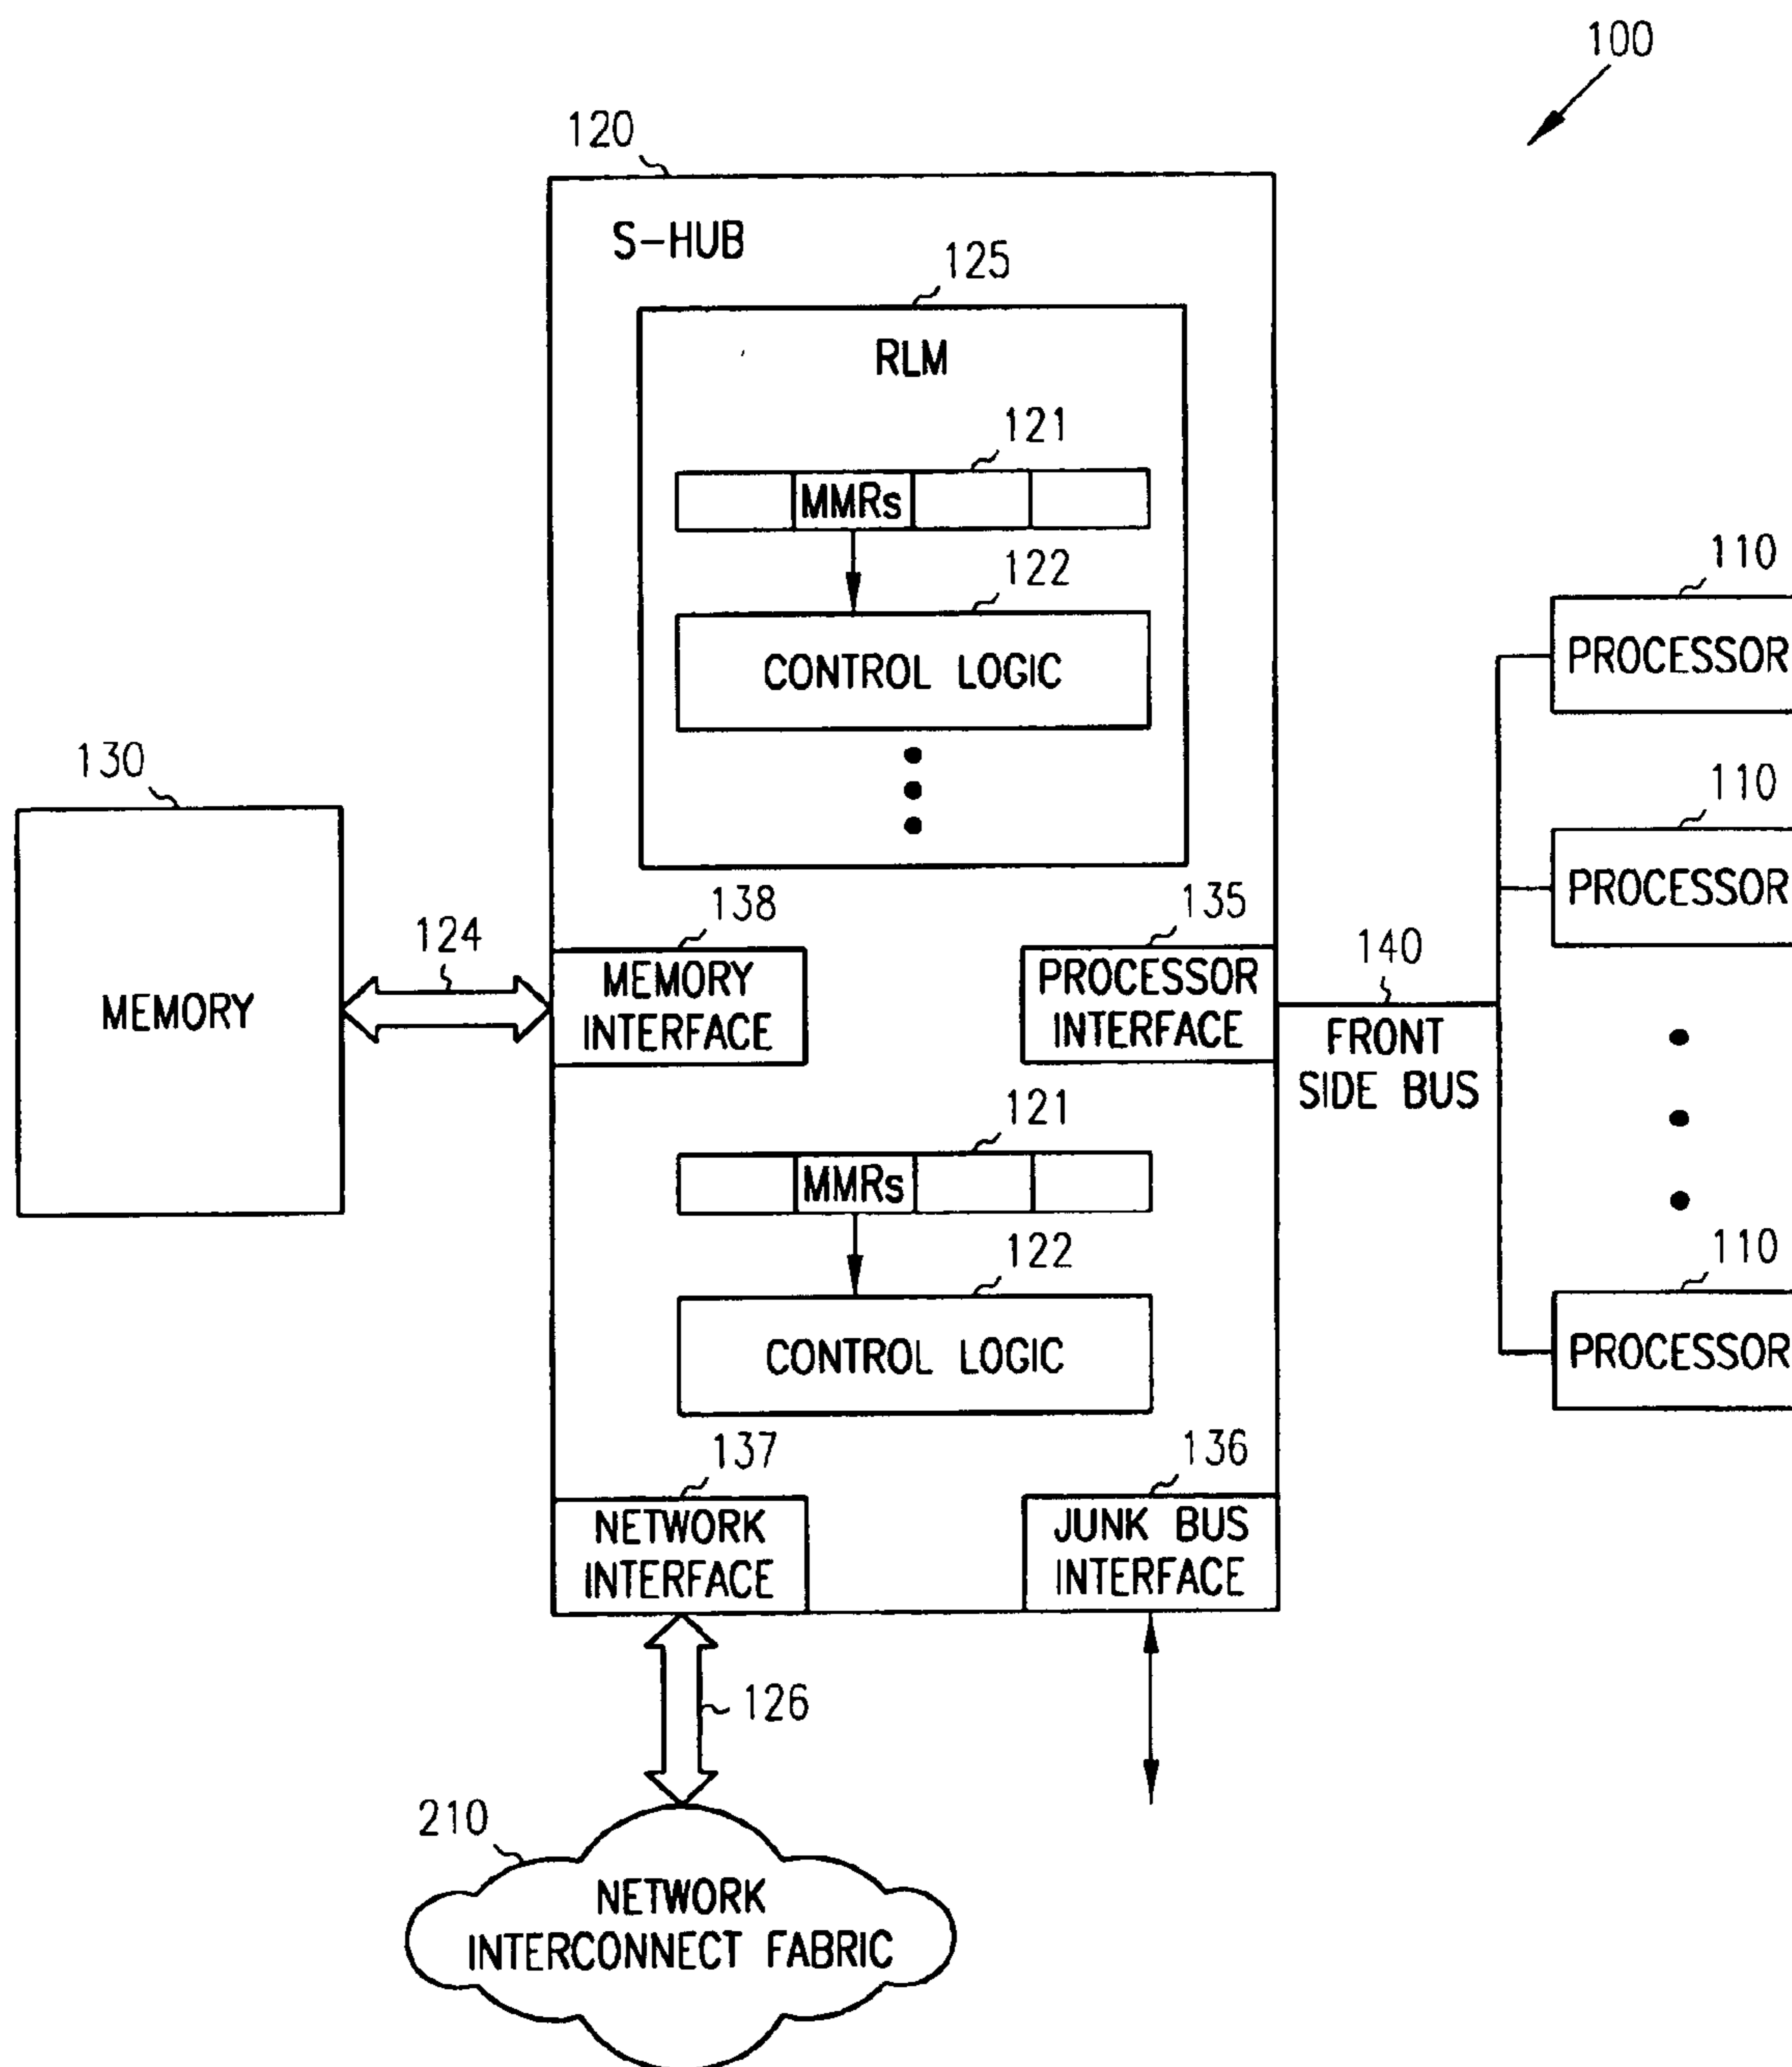 100
120
S-HUB
125
RLM
121
MMRs
122
CONTROL LOGIC
110
PROCESSOR
130
MEMORY
110
PROCESSOR
124
138
MEMORY
INTERFACE
135
PROCESSOR
INTERFACE
140
FRONT
SIDE BUS
121
MMRs
122
CONTROL LOGIC
110
PROCESSOR
137
NETWORK
INTERFACE
136
JUNK BUS
INTERFACE
126
210
NETWORK
INTERCONNECT FABRIC